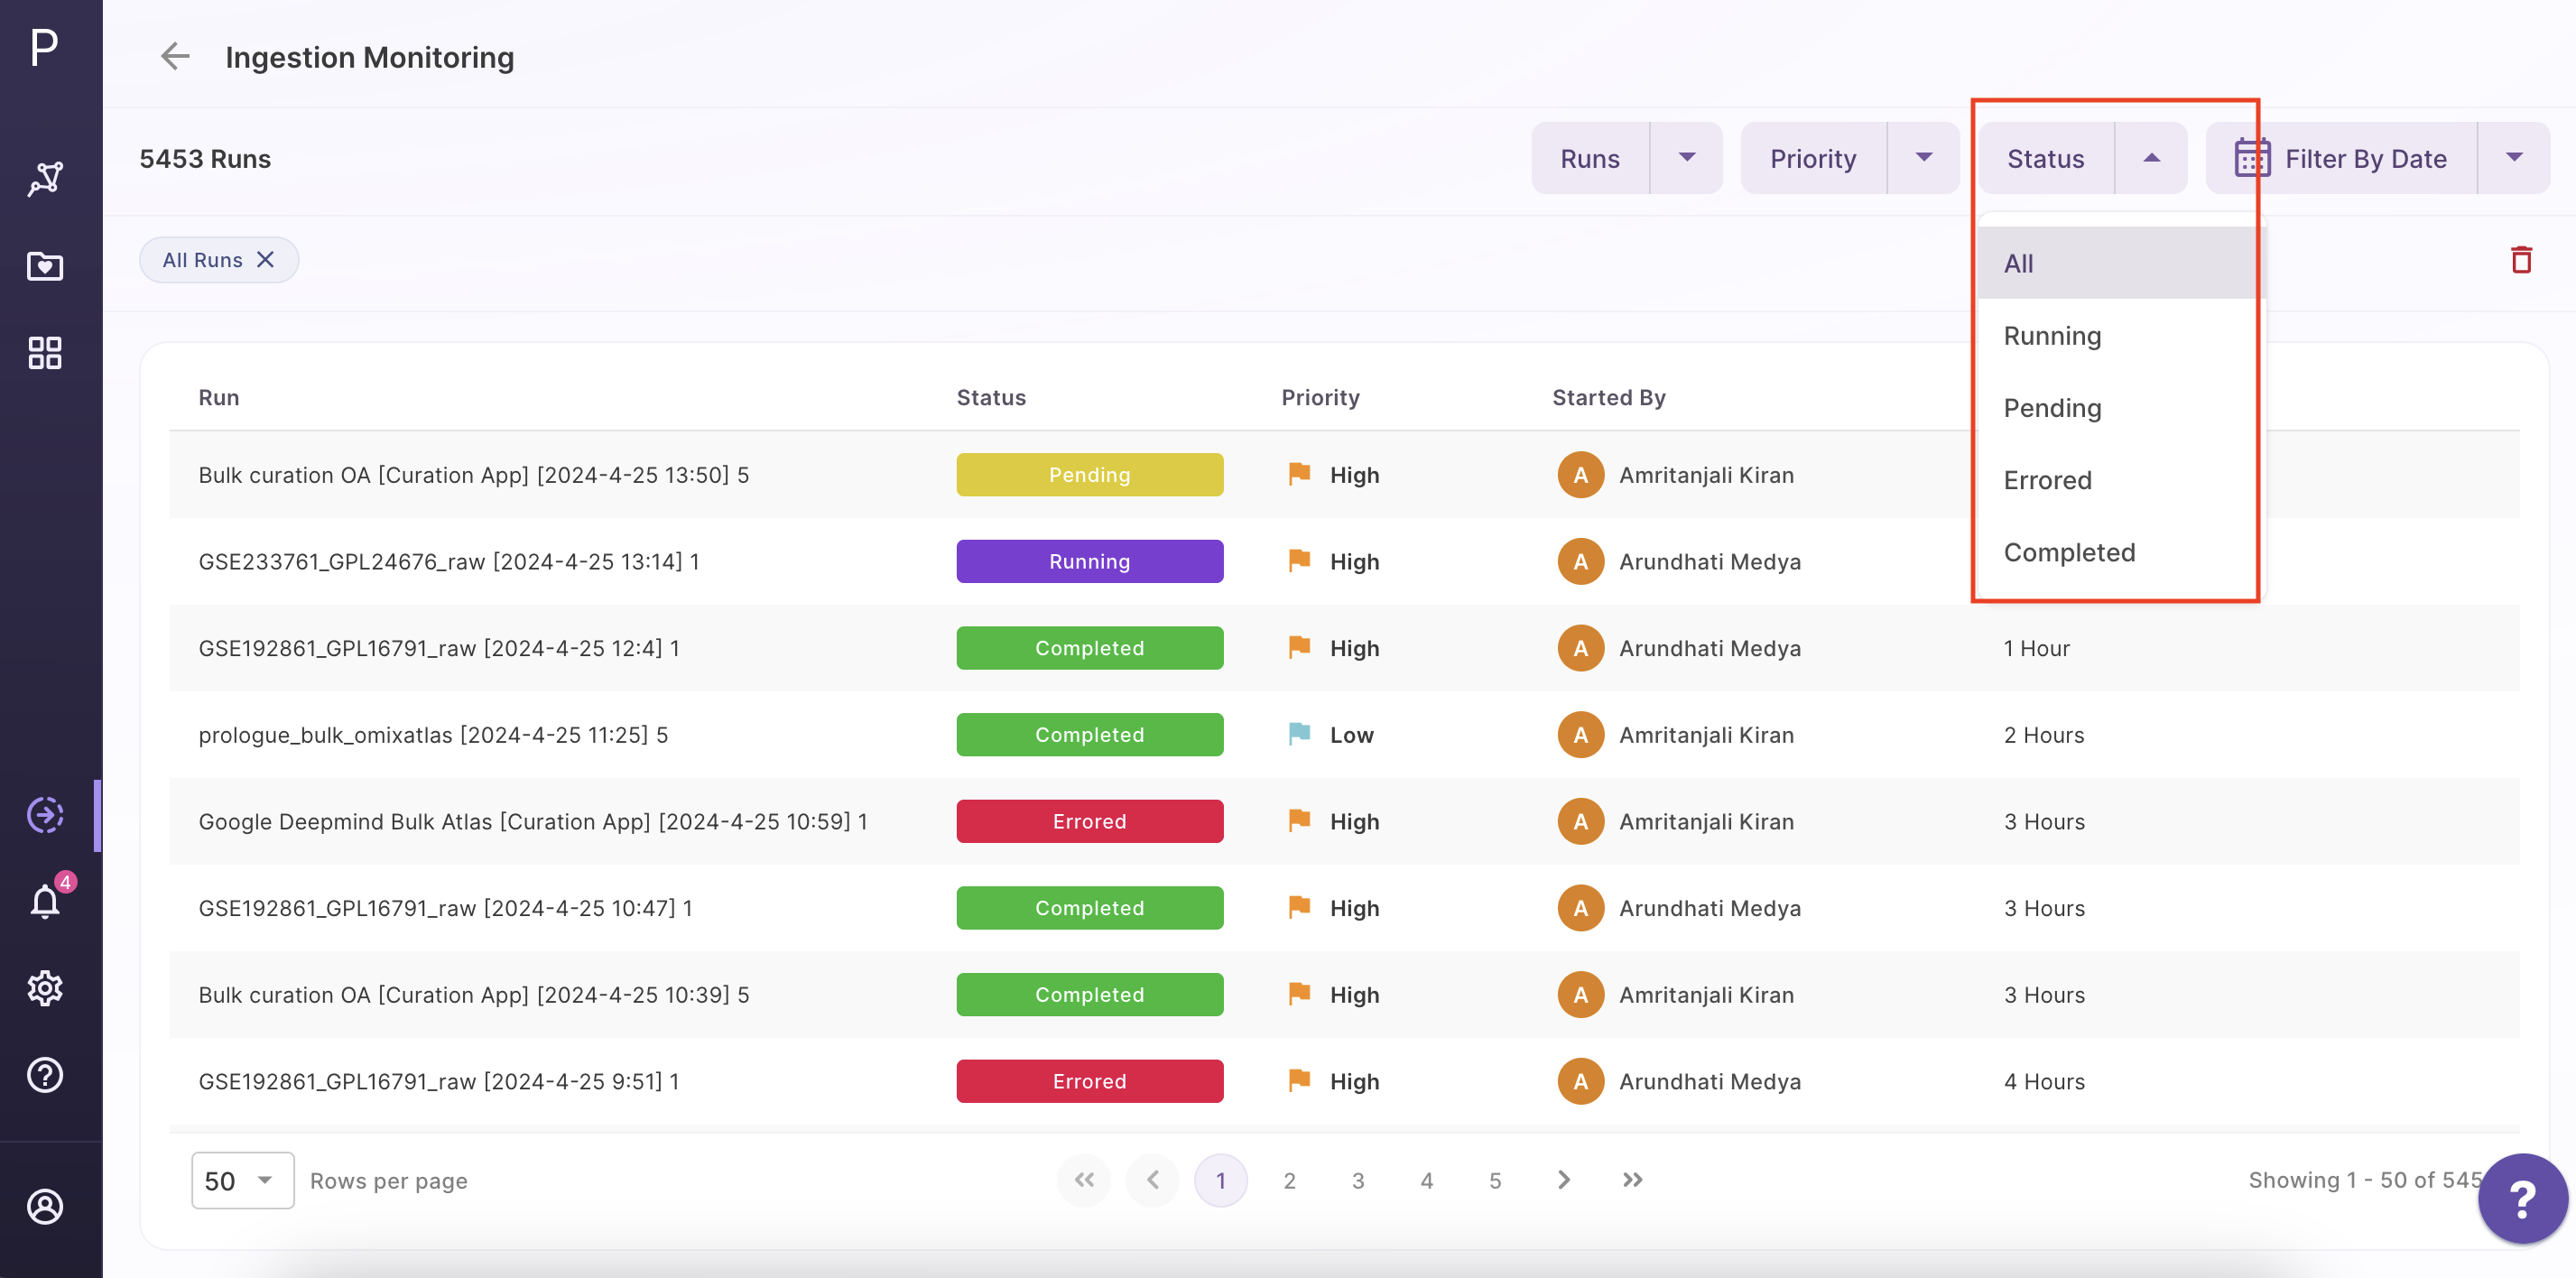 P
Ingestion Monitoring
5453 Runs
Runs
Priority
Status
Filter By Date
All Runs
All
Running
Pending
Errored
Completed
Run Status Priority Started By
Bulk curation OA [Curation App] [2024-4-25 13:50] 5 Pending High A Amritanjali Kiran
GSE233761_GPL24676_raw [2024-4-25 13:14] 1 Running High A Arundhati Medya
GSE192861_GPL16791_raw [2024-4-25 12:4] 1 Completed High A Arundhati Medya 1 Hour
prologue_bulk_omixatlas [2024-4-25 11:25] 5 Completed Low A Amritanjali Kiran 2 Hours
Google Deepmind Bulk Atlas [Curation App] [2024-4-25 10:59] 1 Errored High A Amritanjali Kiran 3 Hours
GSE192861_GPL16791_raw [2024-4-25 10:47] 1 Completed High A Arundhati Medya 3 Hours
Bulk curation OA [Curation App] [2024-4-25 10:39] 5 Completed High A Amritanjali Kiran 3 Hours
GSE192861_GPL16791_raw [2024-4-25 9:51] 1 Errored High A Arundhati Medya 4 Hours
4
50 Rows per page
1 2 3 4 5
Showing 1 - 50 of 545
?